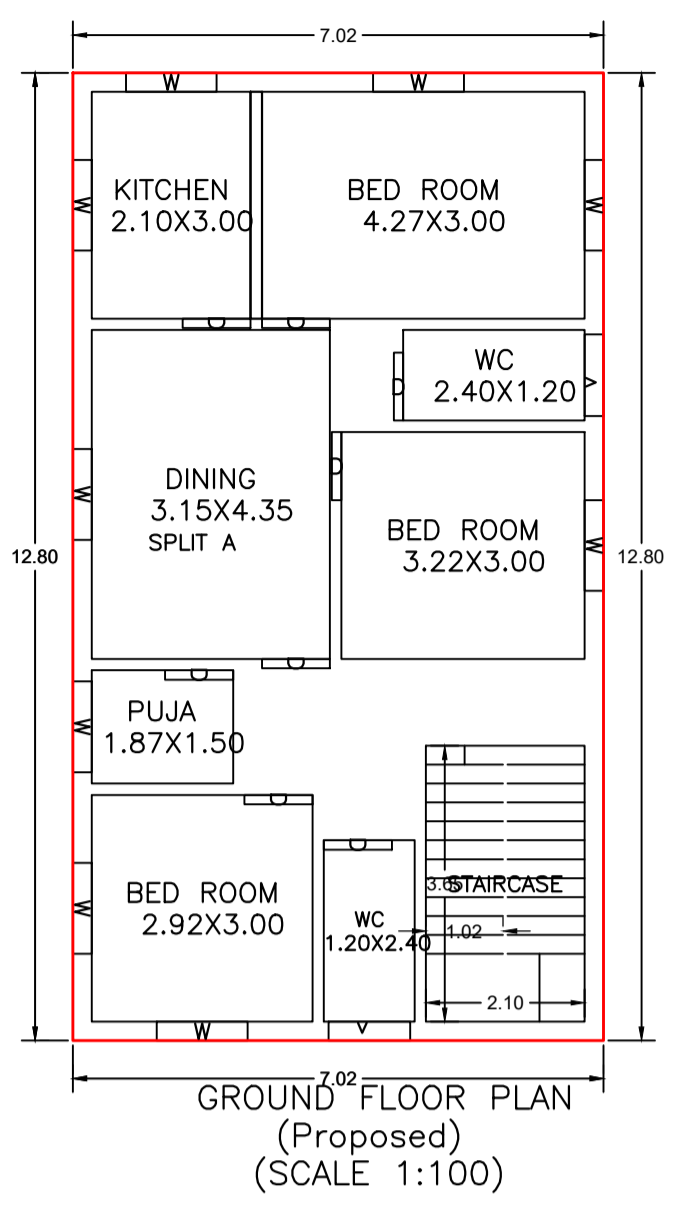 7.02
W
W
KITCHEN
2.10X3.00
BED ROOM
4.27X3.00
W
W
D
D
WC
2.40X1.20
D
V
D
DINING
3.15X4.35
SPLIT A
W
BED ROOM
3.22X3.00
W
12.80
12.80
D
D
PUJA
1.87X1.50
W
D
BED ROOM
2.92X3.00
W
D
WC
1.20X2.40
3.65
STAIRCASE
1.02
2.10
W
V
7.02
GROUND FLOOR PLAN
(Proposed)
(SCALE 1:100)